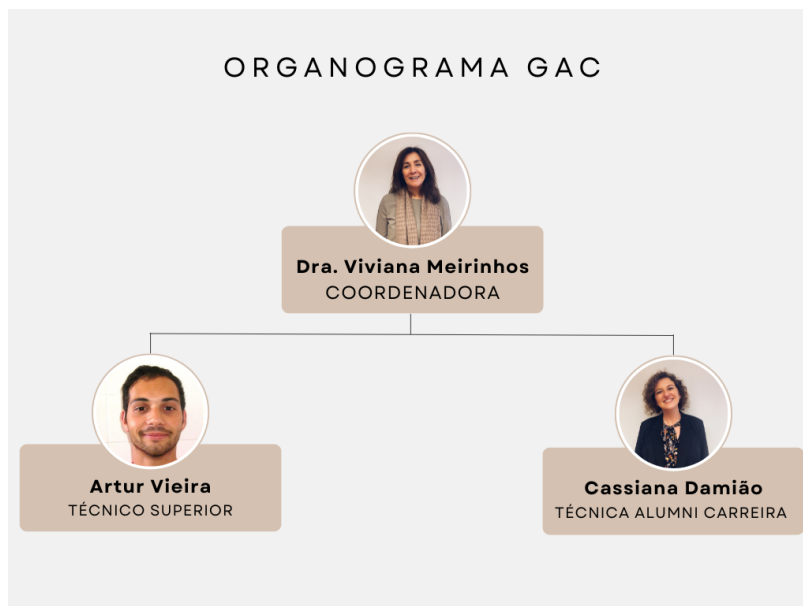 ORGANOGRAMA GAC
Dra. Viviana Meirinhos
COORDENADORA
Artur Vieira
TÉCNICO SUPERIOR
Cassiana Damião
TÉCNICA ALUMNI CARREIRA